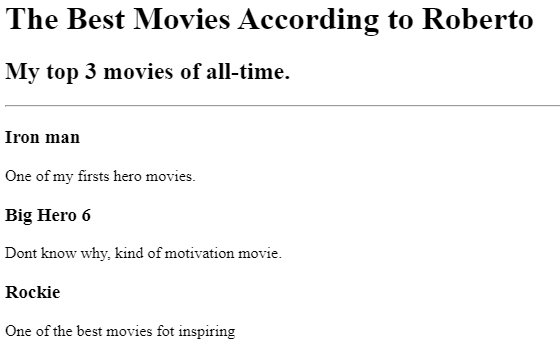 The Best Movies According to Roberto
My top 3 movies of all-time.
Iron man
One of my firsts hero movies.
Big Hero 6
Dont know why, kind of motivation movie.
Rockie
One of the best movies fot inspiring